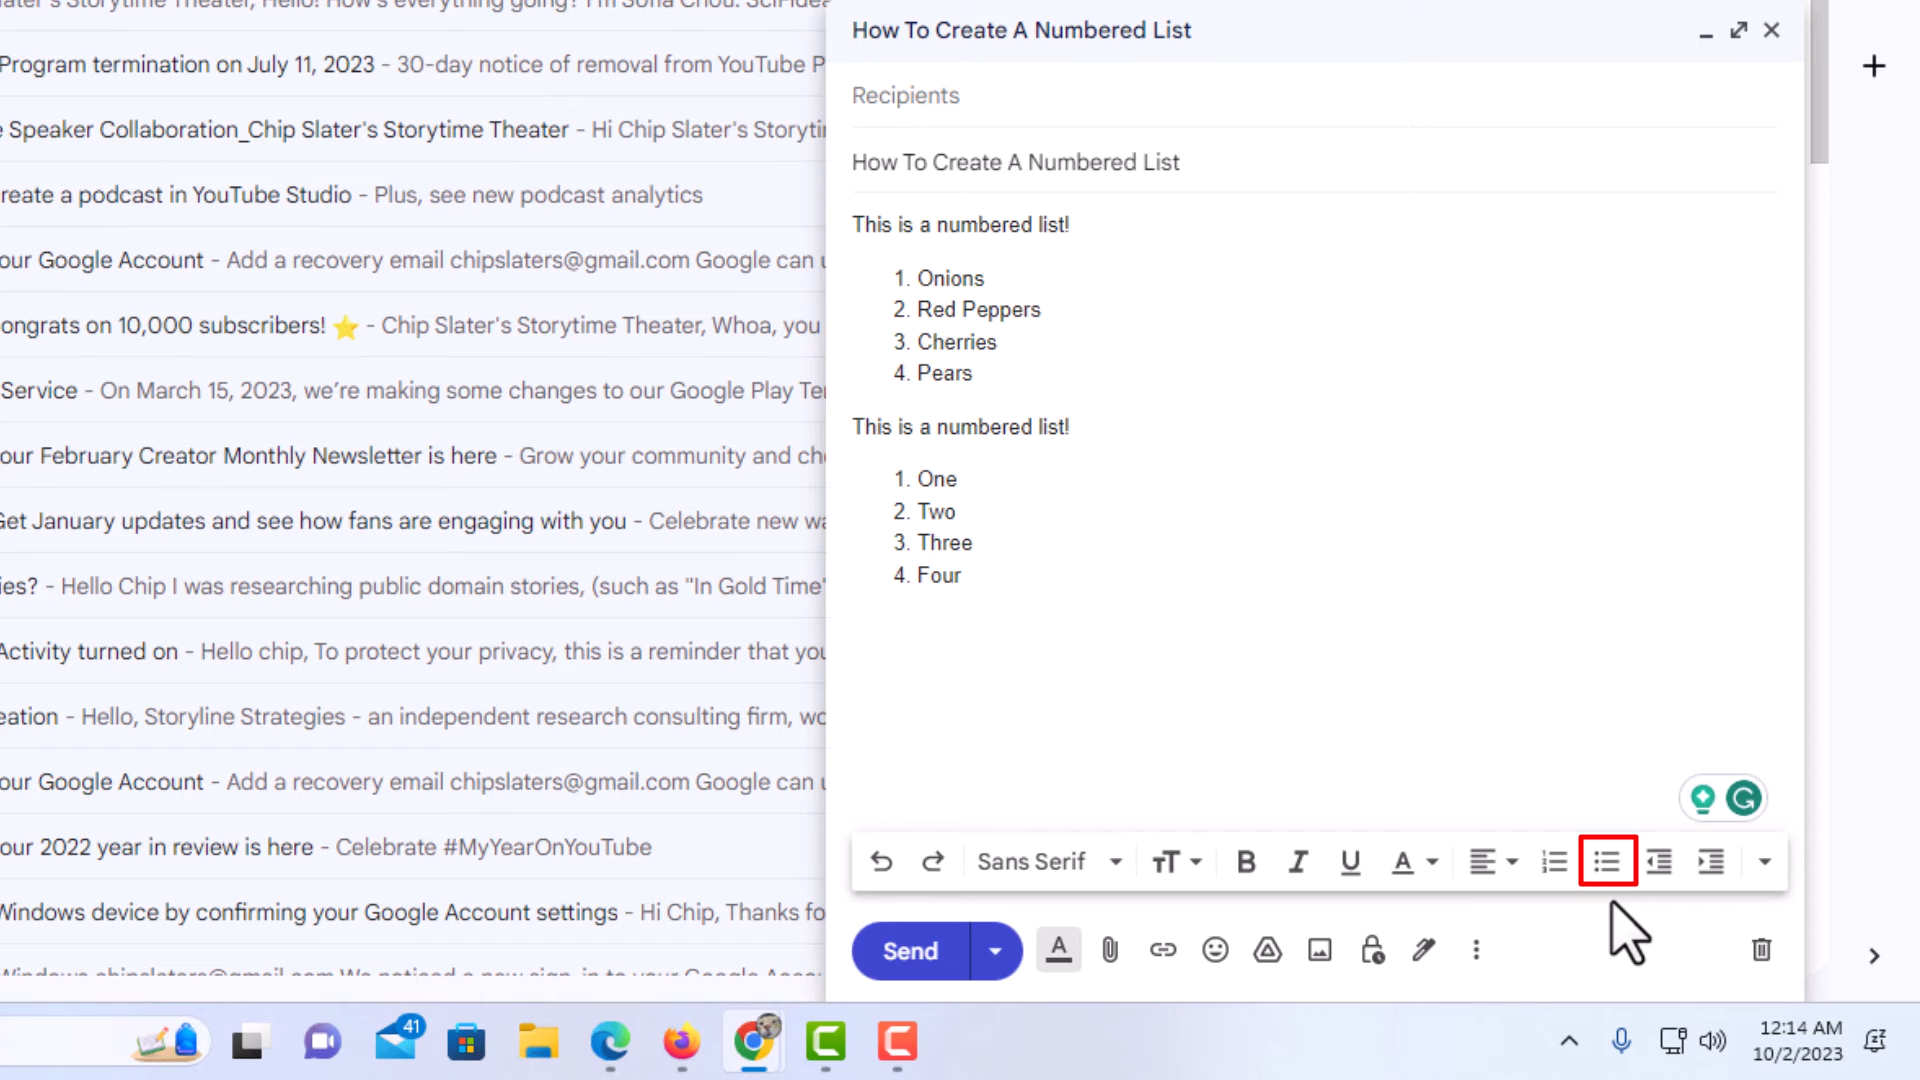 Slater's Storytime Theater, Hello! How's everything going? I'm Sofia Chou.
Program termination on July 11, 2023 - 30-day notice of removal from YouTube P
Speaker Collaboration_Chip Slater's Storytime Theater - Hi Chip Slater's
reate a podcast in YouTube Studio - Plus, see new podcast analytics
our Google Account - Add a recovery email chipslaters@gmail.com Google can
ongrats on 10,000 subscribers! ⭐ - Chip Slater's Storytime Theater, Whoa, you
Service - On March 15, 2023, we're making some changes to our Google Play
our February Creator Monthly Newsletter is here - Grow your community and
Get January updates and see how fans are engaging with you - Celebrate new
ies? - Hello Chip I was researching public domain stories, (such as "In Gold Time"
Activity turned on - Hello chip, To protect your privacy, this is a reminder that you
eation - Hello, Storyline Strategies - an independent research consulting firm,
our Google Account - Add a recovery email chipslaters@gmail.com Google can
our 2022 year in review is here - Celebrate #MyYearOnYouTube
Windows device by confirming your Google Account settings - Hi Chip, Thanks fo
How To Create A Numbered List
Recipients
How To Create A Numbered List
This is a numbered list!
1. Onions
2. Red Peppers
3. Cherries
4. Pears
This is a numbered list!
1. One
2. Two
3. Three
4. Four
Sans Serif
Send
41
12:14 AM
10/2/2023